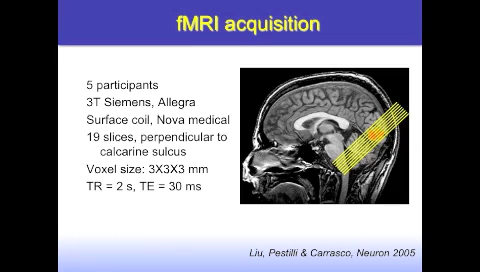 fMRI acquisition
5 participants
3T Siemens, Allegra
Surface coil, Nova medical
19 slices, perpendicular to
calcarine sulcus
Voxel size: 3X3X3 mm
TR = 2 s, TE = 30 ms
Liu, Pestilli & Carrasco, Neuron 2005